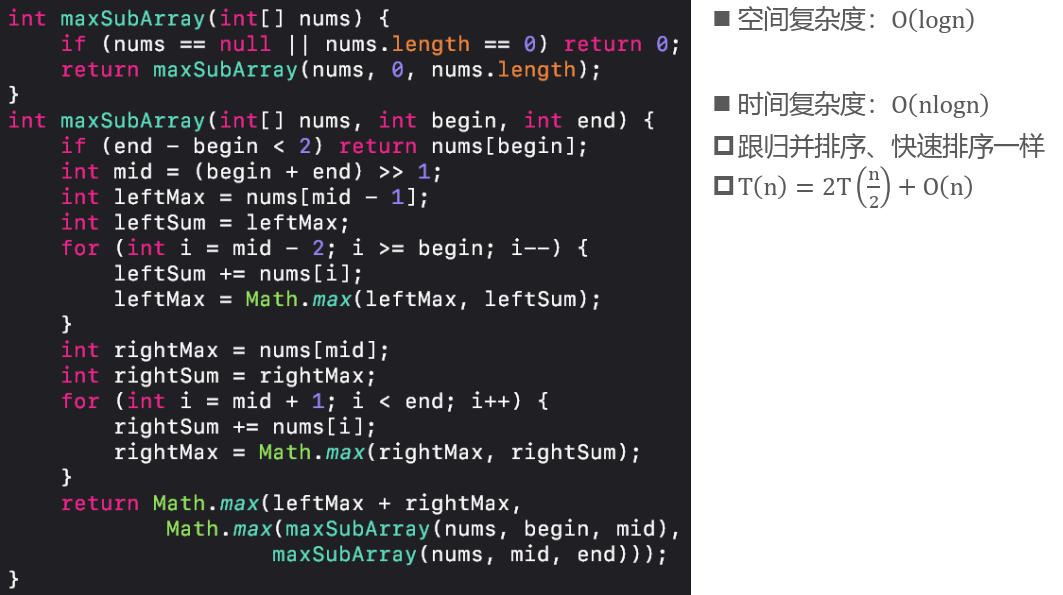 int maxSubArray(int[] nums) {
    if (nums == null || nums.length == 0) return 0;
    return maxSubArray(nums, 0, nums.length);
}
int maxSubArray(int[] nums, int begin, int end) {
    if (end - begin < 2) return nums[begin];
    int mid = (begin + end) >> 1;
    int leftMax = nums[mid - 1];
    int leftSum = leftMax;
    for (int i = mid - 2; i >= begin; i--) {
        leftSum += nums[i];
        leftMax = Math.max(leftMax, leftSum);
    }
    int rightMax = nums[mid];
    int rightSum = rightMax;
    for (int i = mid + 1; i < end; i++) {
        rightSum += nums[i];
        rightMax = Math.max(rightMax, rightSum);
    }
    return Math.max(leftMax + rightMax,
            Math.max(maxSubArray(nums, begin, mid),
                    maxSubArray(nums, mid, end)));
}
■ 空间复杂度：O(logn)
■ 时间复杂度：O(nlogn)
跟归并排序、快速排序一样
T(n) = 2T(n/2) + O(n)